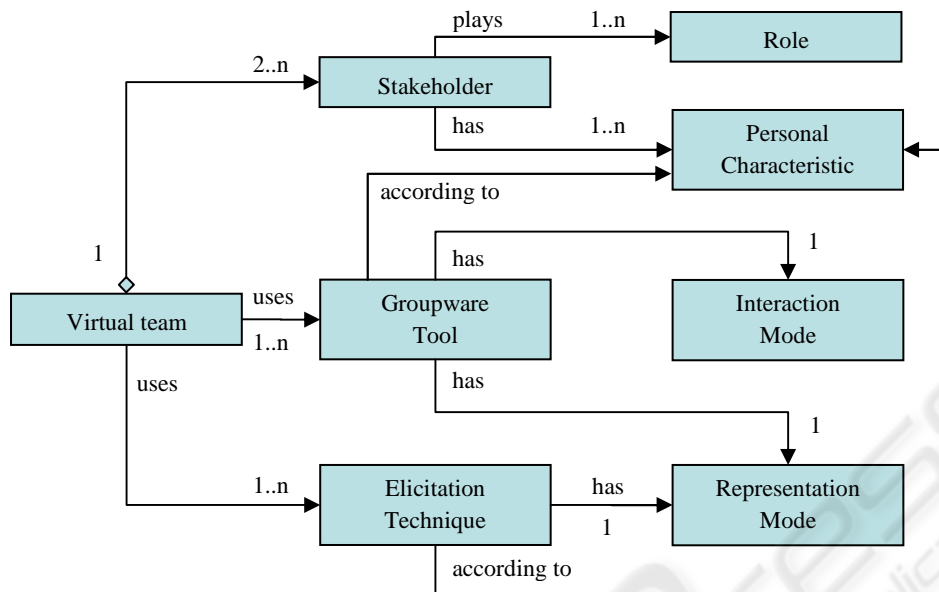 plays
1..n
Role
2..n
Stakeholder
has
1..n
Personal
Characteristic
according to
1
has
1
Virtual team
uses
1..n
Groupware
Tool
Interaction
Mode
uses
has
1
1..n
Elicitation
Technique
has
1
Representation
Mode
according to